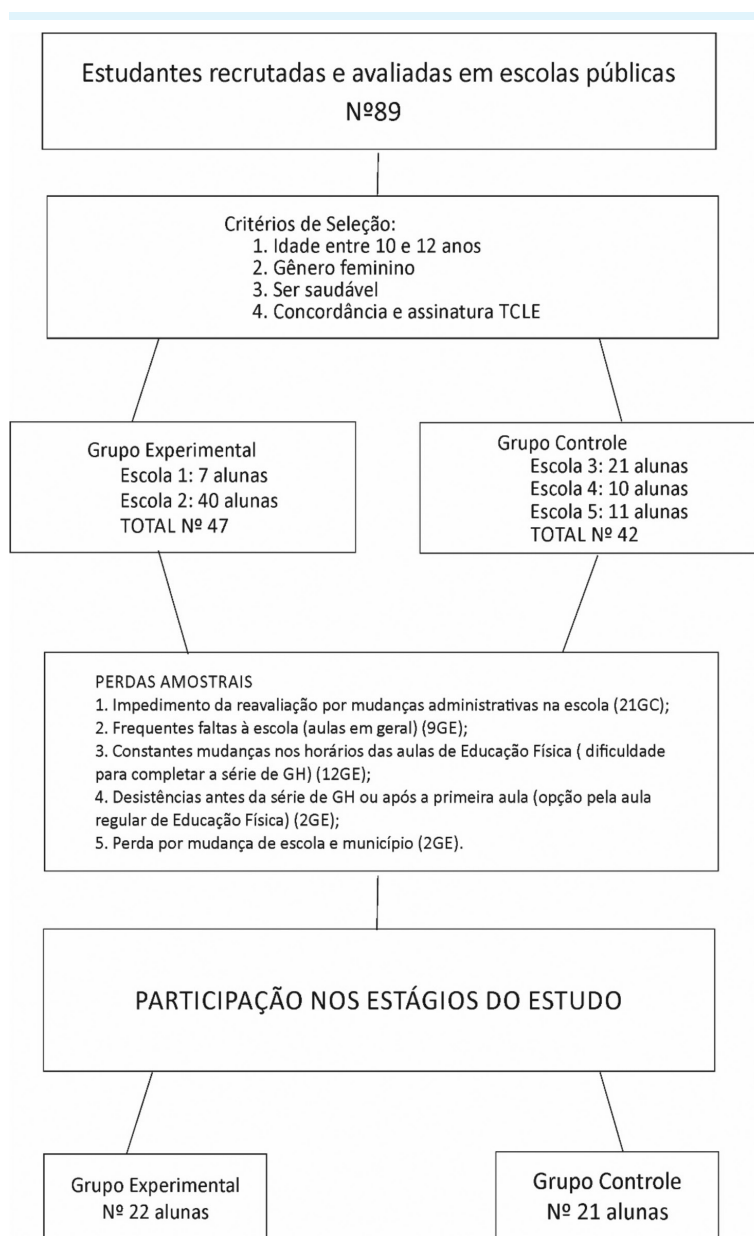 Estudantes recrutadas e avaliadas em escolas públicas
Nº89
Critérios de Seleção:
1. Idade entre 10 e 12 anos
2. Gênero feminino
3. Ser saudável
4. Concordância e assinatura TCLE
Grupo Experimental
Escola 1: 7 alunas
Escola 2: 40 alunas
TOTAL Nº 47
Grupo Controle
Escola 3: 21 alunas
Escola 4: 10 alunas
Escola 5: 11 alunas
TOTAL Nº 42
PERDAS AMOSTRAIS
1. Impedimento da reavaliação por mudanças administrativas na escola (21GC);
2. Frequentes faltas à escola (aulas em geral) (9GE);
3. Constantes mudanças nos horários das aulas de Educação Física ( dificuldade
para completar a série de GH) (12GE);
4. Desistências antes da série de GH ou após a primeira aula (opção pela aula
regular de Educação Física) (2GE);
5. Perda por mudança de escola e município (2GE).
PARTICIPAÇÃO NOS ESTÁGIOS DO ESTUDO
Grupo Experimental
Nº 22 alunas
Grupo Controle
Nº 21 alunas